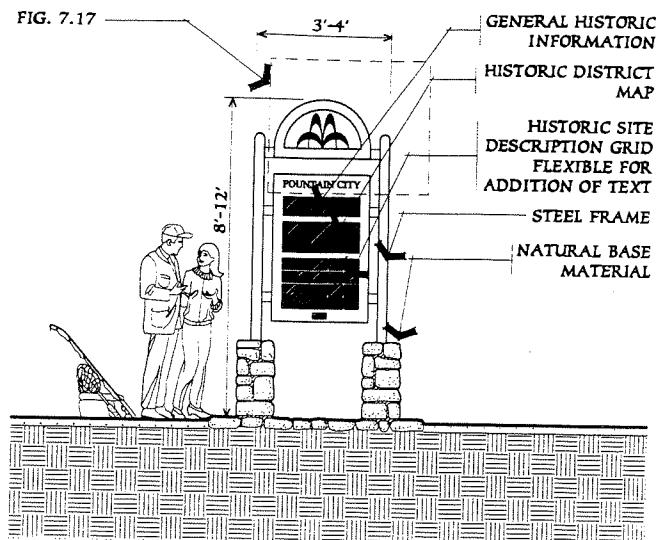 FIG. 7.17
3'-4'
GENERAL HISTORIC
INFORMATION
HISTORIC DISTRICT
MAP
HISTORIC SITE
DESCRIPTION GRID
FLEXIBLE FOR
ADDITION OF TEXT
STEEL FRAME
NATURAL BASE
MATERIAL
8'-12'
FOUNTAIN CITY